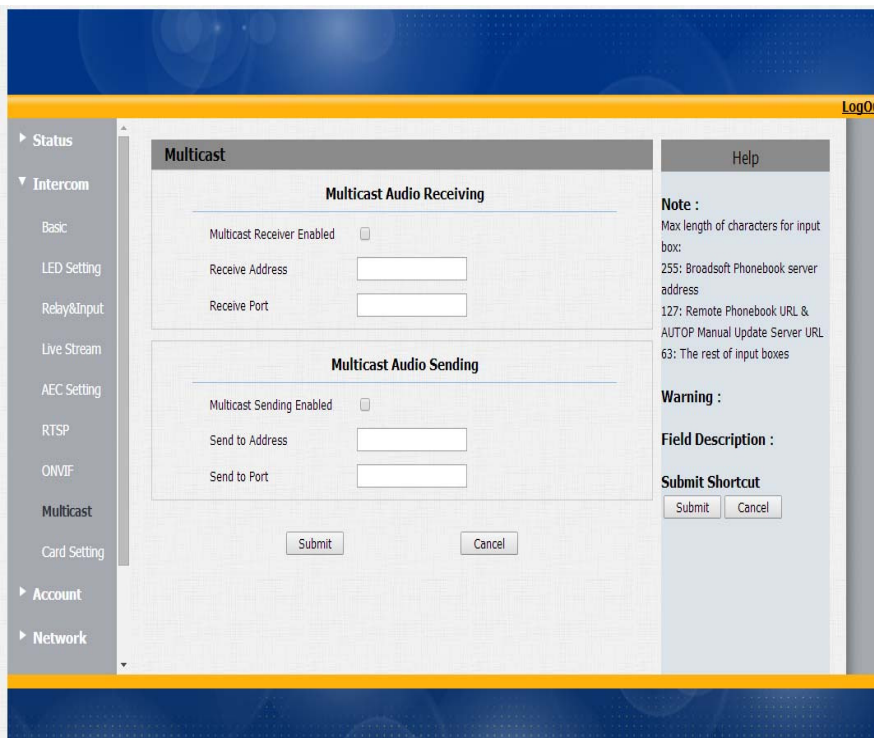 LogO
Status
Intercom
Basic
LED Setting
Relay&Input
Live Stream
AEC Setting
RTSP
ONVIF
Multicast
Card Setting
Account
Network
Multicast
Multicast Audio Receiving
Multicast Receiver Enabled
Receive Address
Receive Port
Multicast Audio Sending
Multicast Sending Enabled
Send to Address
Send to Port
Submit Cancel
Help
Note :
Max length of characters for input
box:
255: Broadsoft Phonebook server
address
127: Remote Phonebook URL &
AUTOP Manual Update Server URL
63: The rest of input boxes
Warning :
Field Description :
Submit Shortcut
Submit Cancel